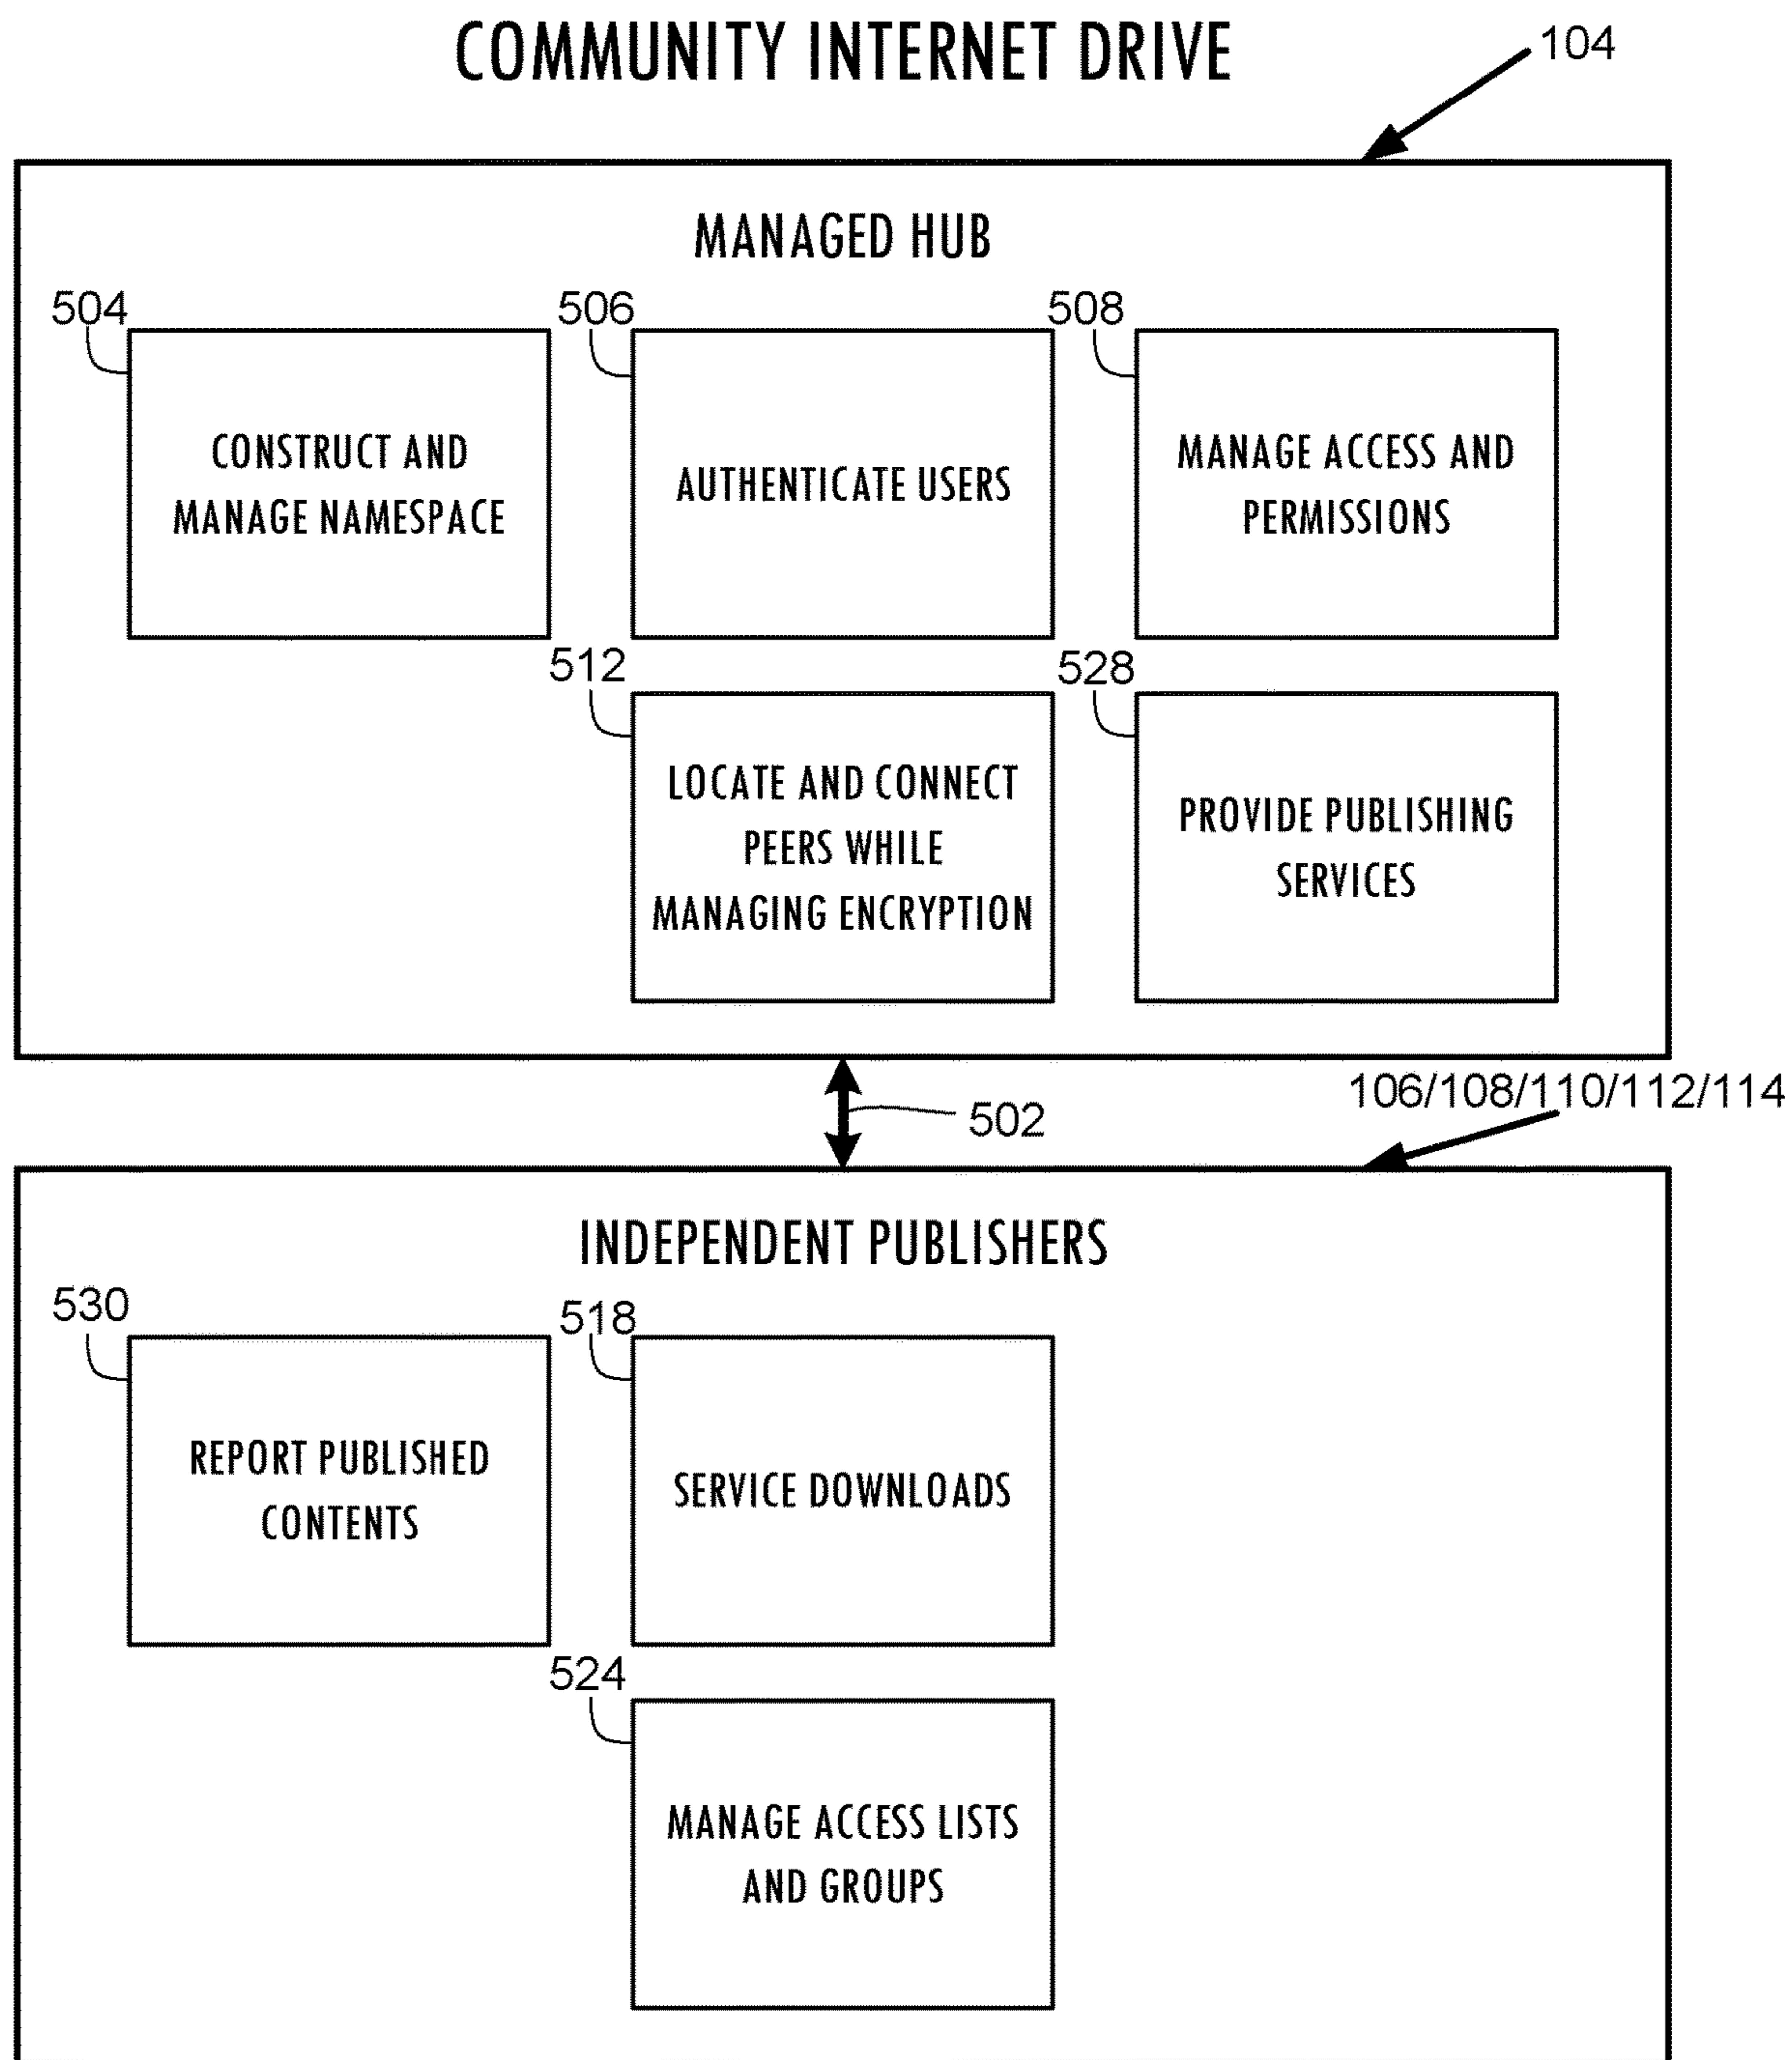 COMMUNITY INTERNET DRIVE
104
MANAGED HUB
504
506
508
CONSTRUCT AND
MANAGE NAMESPACE
AUTHENTICATE USERS
MANAGE ACCESS AND
PERMISSIONS
512
528
LOCATE AND CONNECT
PEERS WHILE
MANAGING ENCRYPTION
PROVIDE PUBLISHING
SERVICES
502
106/108/110/112/114
INDEPENDENT PUBLISHERS
530
518
REPORT PUBLISHED
CONTENTS
SERVICE DOWNLOADS
524
MANAGE ACCESS LISTS
AND GROUPS